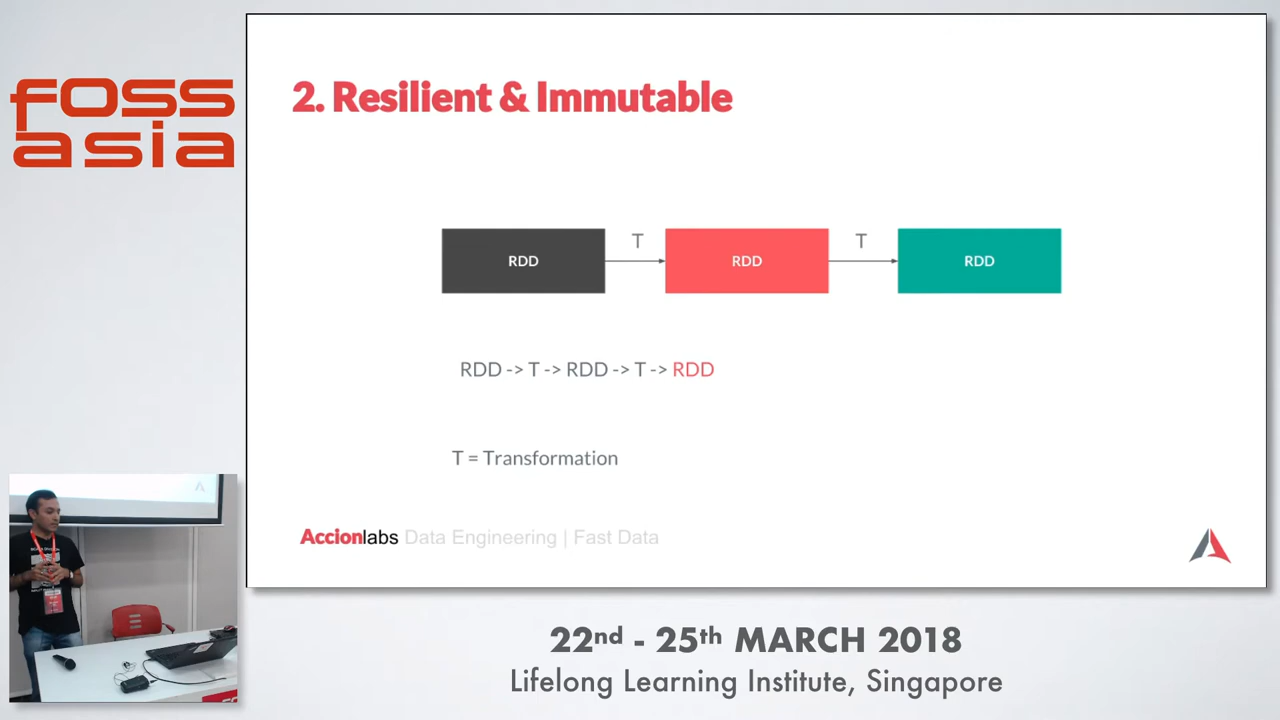 foss
asia
2. Resilient & Immutable
RDD T RDD T RDD
RDD -> T -> RDD -> T -> RDD
T = Transformation
Accionlabs Data Engineering | Fast Data
22nd - 25th MARCH 2018
Lifelong Learning Institute, Singapore